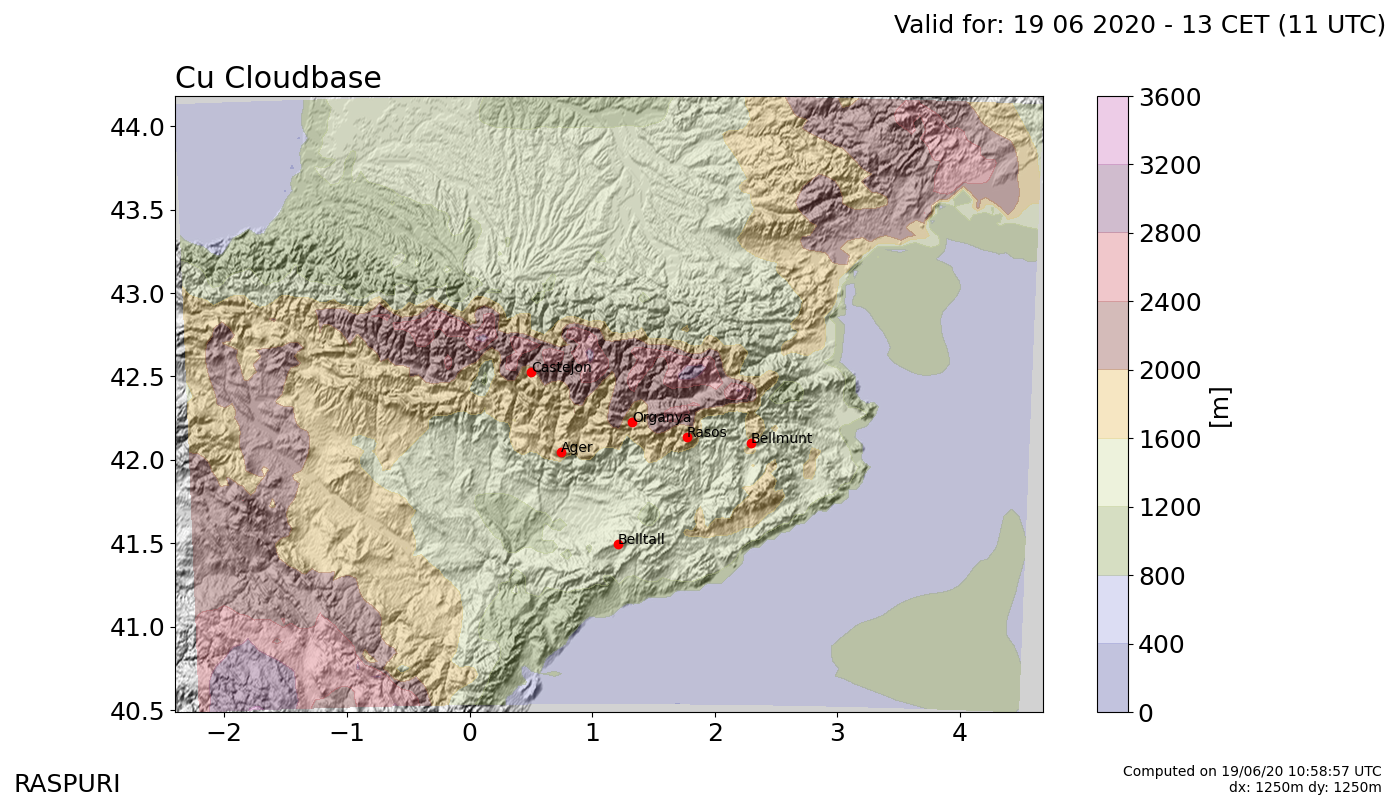 Valid for: 19 06 2020 - 13 CET (11 UTC)
Cu Cloudbase
44.0
43.5
43.0
42.5
42.0
41.5
41.0
40.5
−2
−1
0
1
2
3
4
Castejon
Organya
Rasos
Bellmunt
Ager
Belltall
3600
3200
2800
2400
2000
1600
1200
800
400
0
[m]
RASPURI
Computed on 19/06/20 10:58:57 UTC
dx: 1250m dy: 1250m